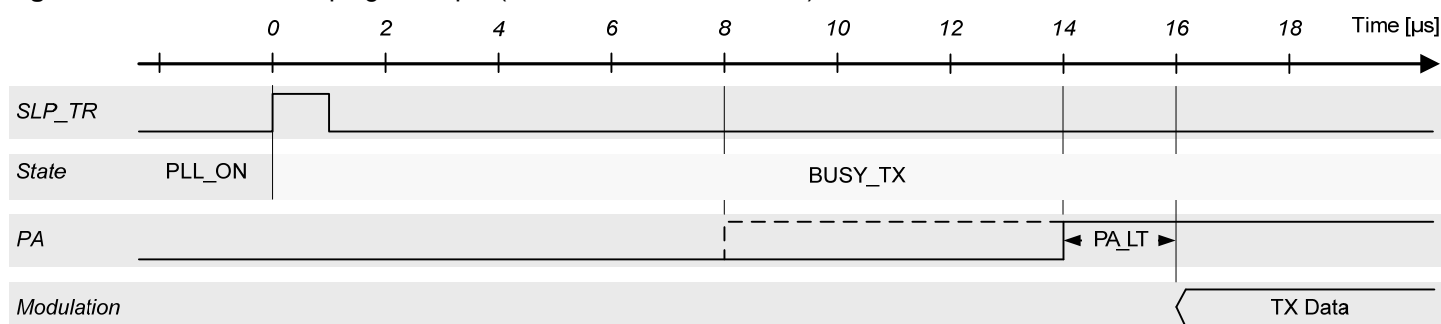 0 2 4 6 8 10 12 14 16 18 Time [µs]
SLP_TR
State PLL_ON BUSY_TX
PA PA_LT
Modulation TX Data